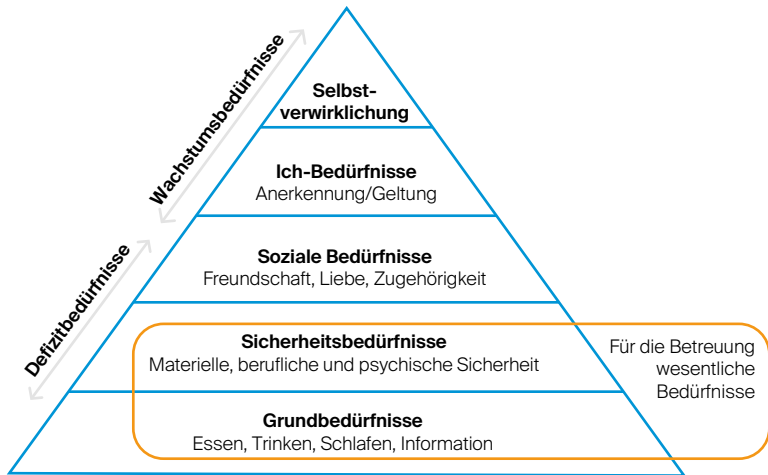 Selbst-
verwirklichung
Wachstumsbedürfnisse
Ich-Bedürfnisse
Anerkennung/Geltung
Soziale Bedürfnisse
Freundschaft, Liebe, Zugehörigkeit
Defizitbedürfnisse
Sicherheitsbedürfnisse
Materielle, berufliche und psychische Sicherheit
Für die Betreuung
wesentliche
Bedürfnisse
Grundbedürfnisse
Essen, Trinken, Schlafen, Information